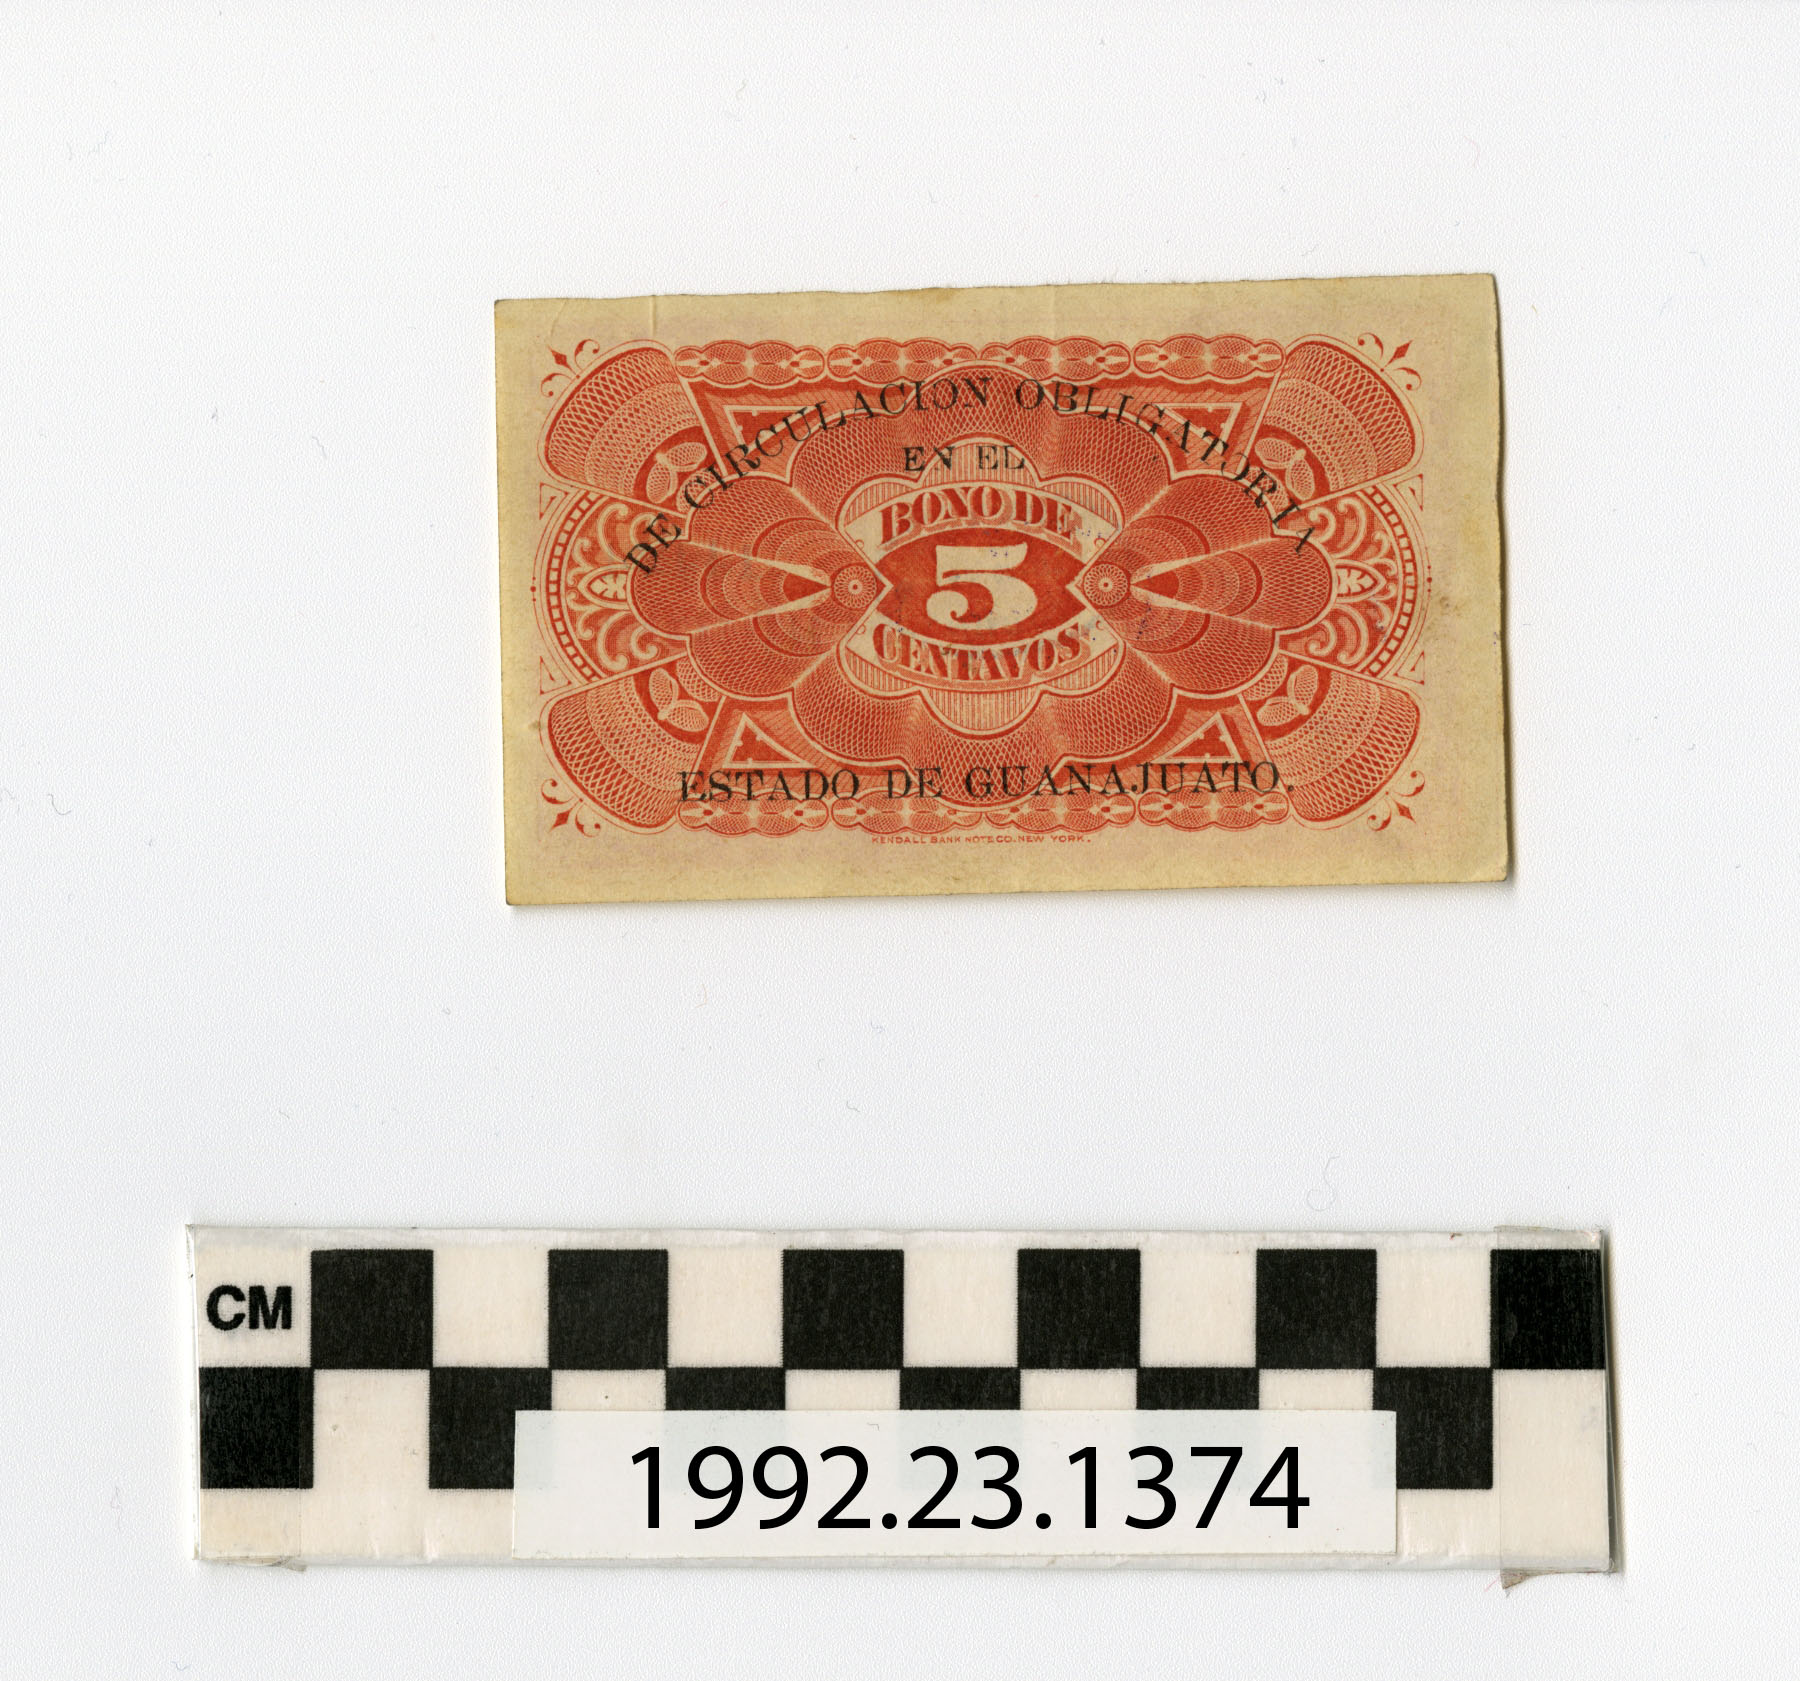 DE CIRCULACION OBLIGATORIA
EN EL
BONO DE
5
CENTAVOS
ESTADO DE GUANAJUATO.
KENDALL BANK NOTE CO. NEW YORK.
CM
1992.23.1374